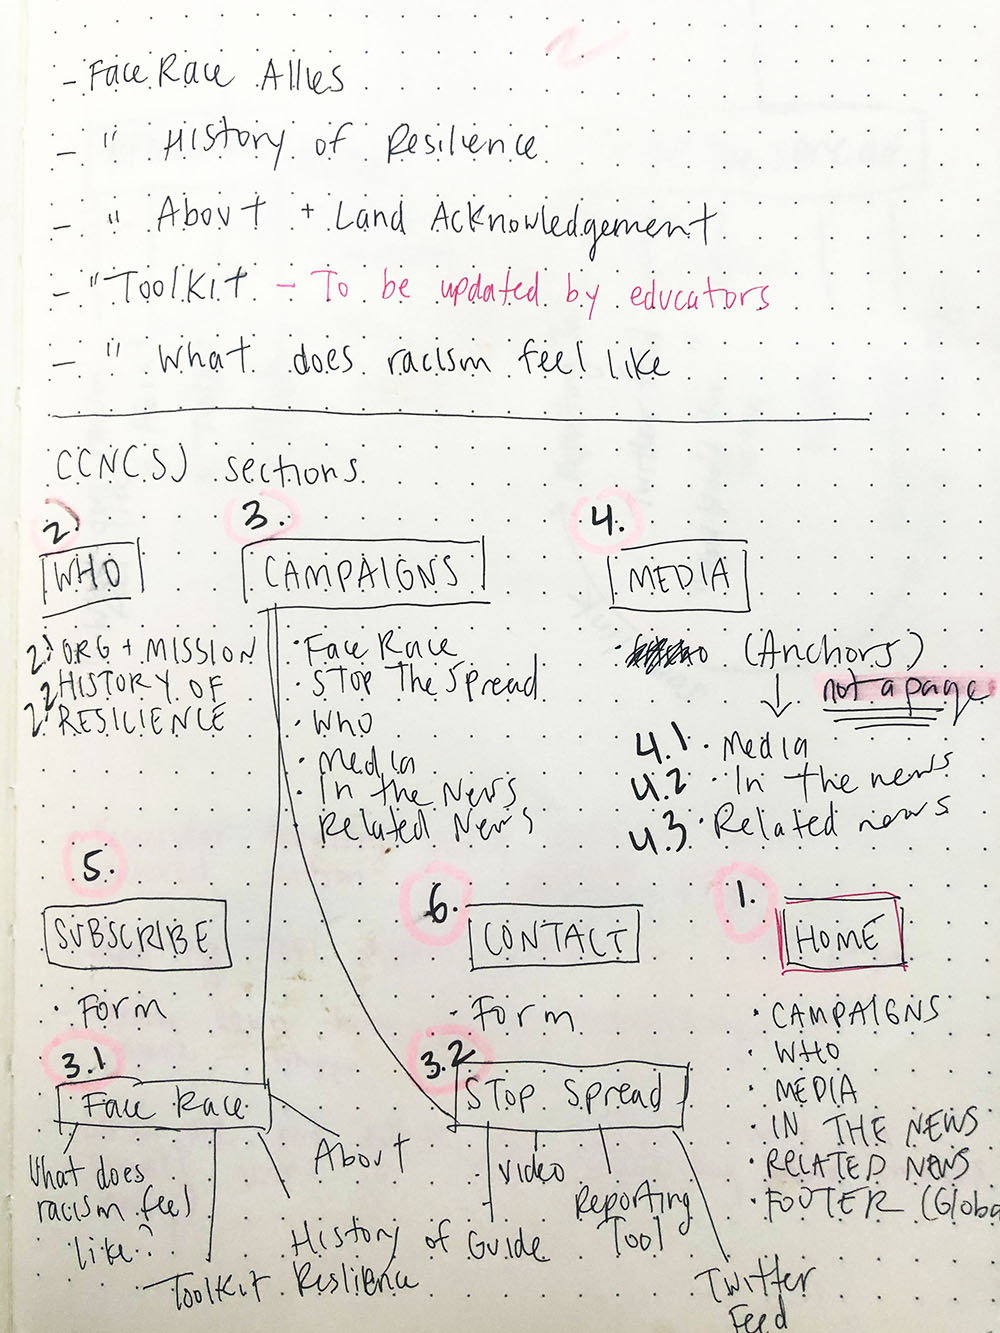 - Face Race Allies
- " History of Resilience
- " About + Land Acknowledgement
- "Toolkit - To be updated by educators
- " What does racism feel like
CCNC(SJ) sections
2)
WHO
2) ORG + MISSION
2 HISTORY OF
2) RESILIENCE
3.
CAMPAIGNS
· Face Race
· STOP The Spread
· Who
· Media
· In the News
· Related News
4.
MEDIA
· (Anchors)
not a page
4.1 · Media
4.2 · In the news
4.3 · Related news
5.
SUBSCRIBE
· Form
6.
CONTACT
- Form
1.
HOME
· CAMPAIGNS
· WHO
· MEDIA
· IN THE NEWS
· RELATED NEWS
· FOOTER (Globa
3.1
Face Race
What does
racism feel
like?
Toolkit
History of
Reslience
About
3.2
STOP Spread
Guide
Video
Reporting
Tool
Twitter
Feed